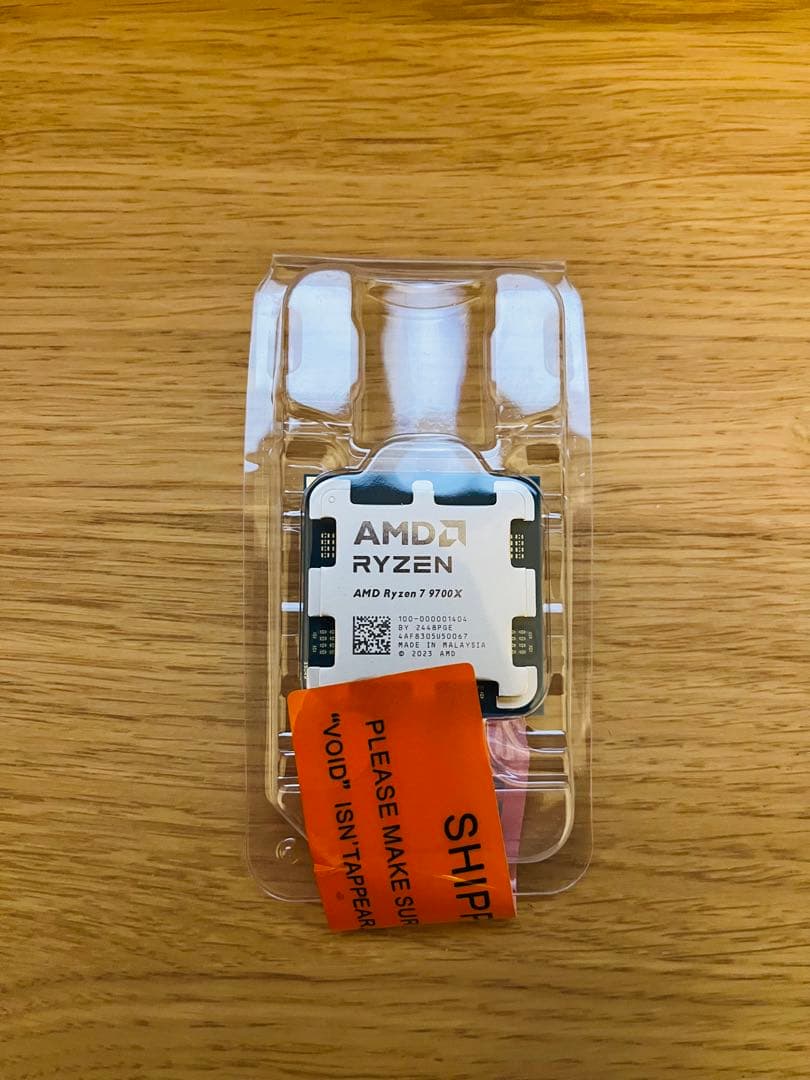 AMD
RYZEN
AMD Ryzen 7 9700X
100-000001404
BY 2448PGE
4AF8305U50067
MADE IN MALAYSIA
© 2023 AMD
SHIPP
PLEASE MAKE SUR
"VOID" ISN'TAPPEAR